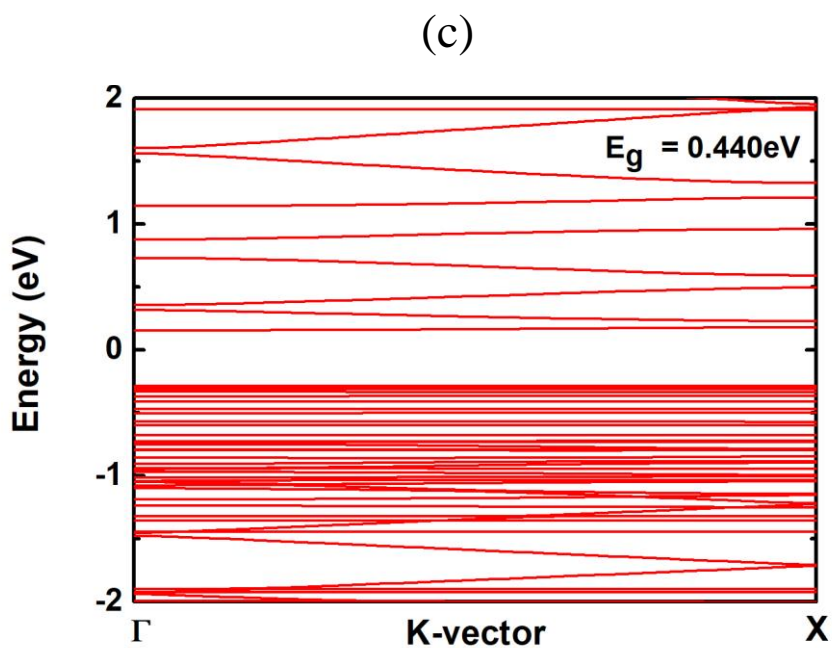 (c)
2
E_g = 0.440eV
1
Energy (eV)
0
-1
-2
Γ
K-vector
X